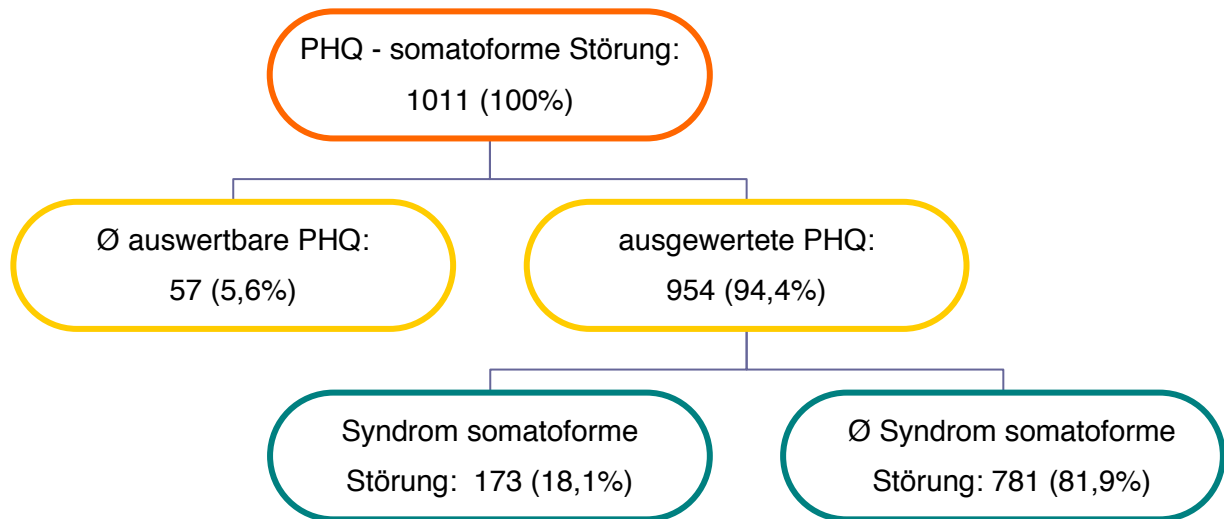 PHQ - somatoforme Störung:
1011 (100%)
Ø auswertbare PHQ:
57 (5,6%)
ausgewertete PHQ:
954 (94,4%)
Syndrom somatoforme
Störung:  173 (18,1%)
Ø Syndrom somatoforme
Störung: 781 (81,9%)